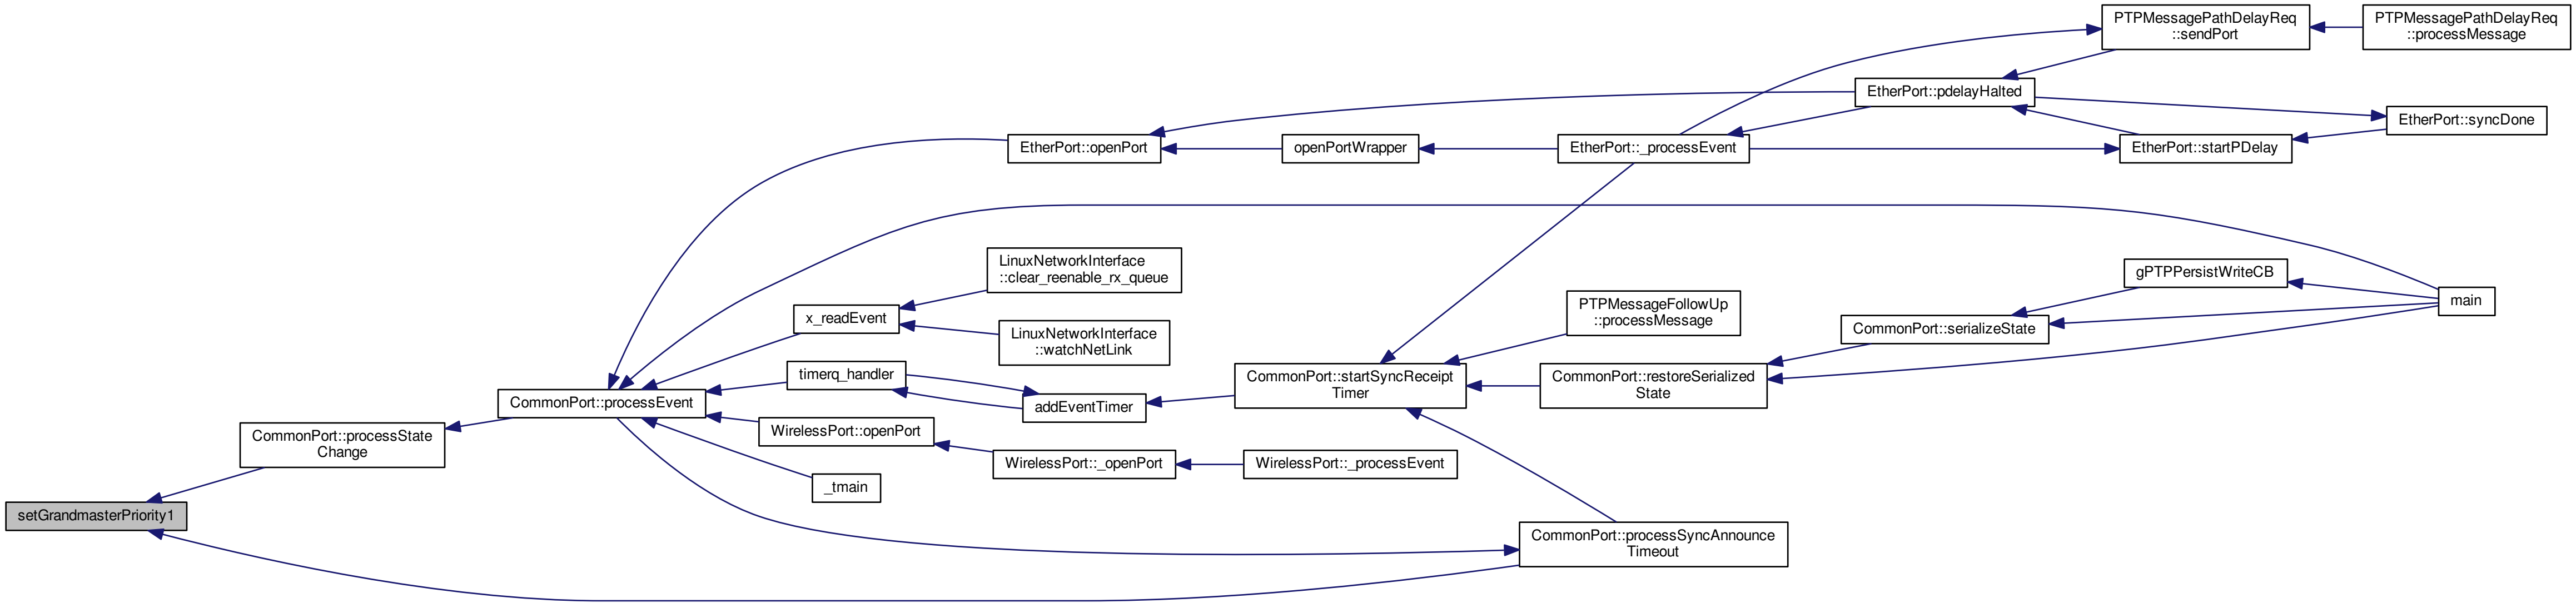 PTPMessagePathDelayReq
::sendPort
PTPMessagePathDelayReq
::processMessage
EtherPort::pdelayHalted
EtherPort::syncDone
EtherPort::openPort
openPortWrapper
EtherPort::_processEvent
EtherPort::startPDelay
LinuxNetworkInterface
::clear_reenable_rx_queue
gPTPPersistWriteCB
main
x_readEvent
PTPMessageFollowUp
::processMessage
LinuxNetworkInterface
::watchNetLink
CommonPort::serializeState
timerq_handler
CommonPort::startSyncReceipt
Timer
CommonPort::restoreSerialized
State
CommonPort::processEvent
addEventTimer
WirelessPort::openPort
CommonPort::processState
Change
WirelessPort::_openPort
WirelessPort::_processEvent
_tmain
setGrandmasterPriority1
CommonPort::processSyncAnnounce
Timeout